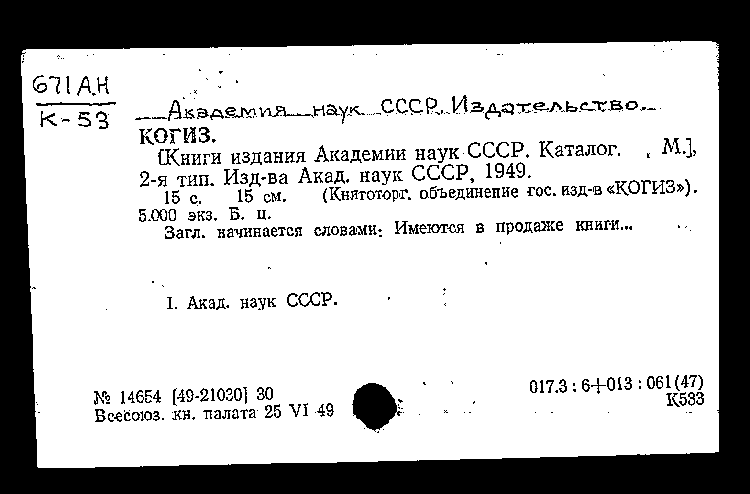 671 АН
К-53
Академия наук СССР. Издательство.
КОГИЗ.
[Книги издания Академии наук СССР. Каталог. , М.],
2-я тип. Изд-ва Акад. наук СССР, 1949.
15 с. 15 см. (Княготорг. объединение гос. изд-в «КОГИЗ»).
5.000 экз. Б. ц.
Загл. начинается словами: Имеются в продаже книги...
I. Акад. наук СССР.
№ 14654 [49-21030] 30
Всесоюз. кн. палата 25 VI 49
017.3 : 6+013 : 061 (47)
К533